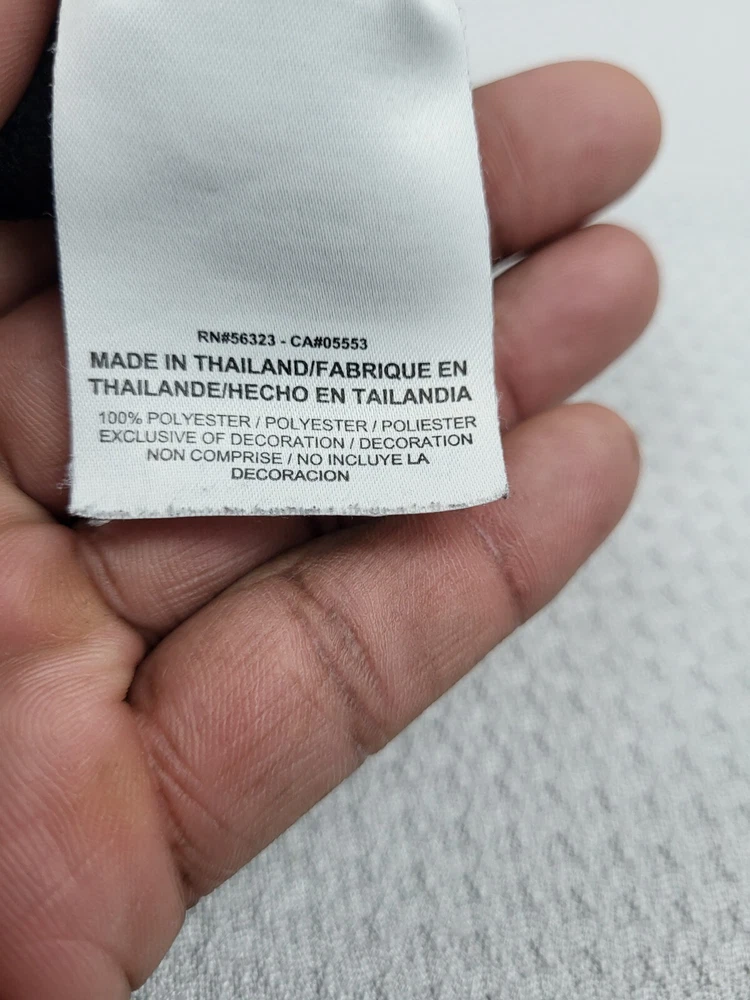 RN#56323 - CA#05553
MADE IN THAILAND/FABRIQUE EN
THAILANDE/HECHO EN TAILANDIA
100% POLYESTER / POLYESTER / POLIESTER
EXCLUSIVE OF DECORATION / DECORATION
NON COMPRISE / NO INCLUYE LA
DECORACION